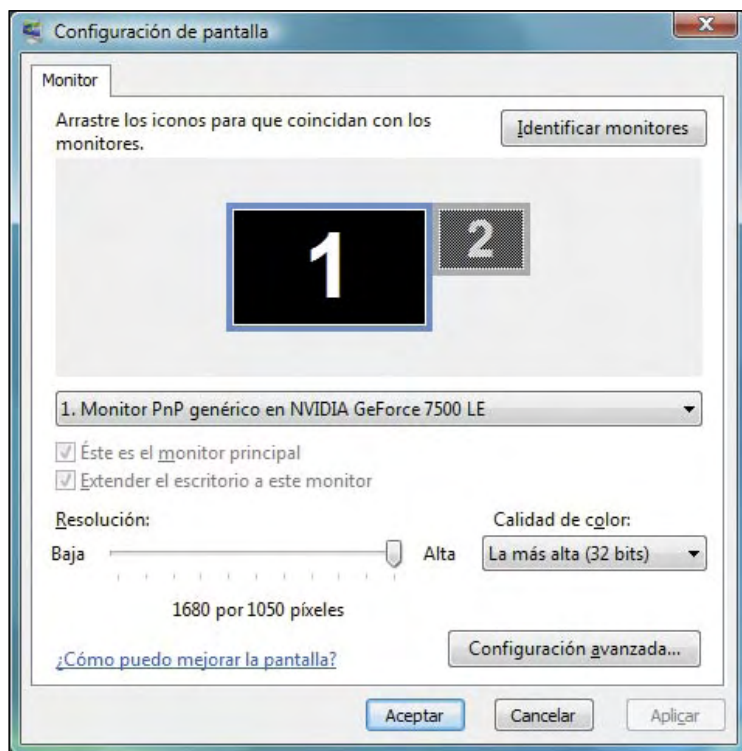 Configuración de pantalla
Monitor
Arrastre los iconos para que coincidan con los
monitores.
Identificar monitores
1
2
1. Monitor PnP genérico en NVIDIA GeForce 7500 LE
Éste es el monitor principal
Extender el escritorio a este monitor
Resolución:
Calidad de color:
Baja
Alta
La más alta (32 bits)
1680 por 1050 píxeles
¿Cómo puedo mejorar la pantalla?
Configuración avanzada...
Aceptar
Cancelar
Aplicar